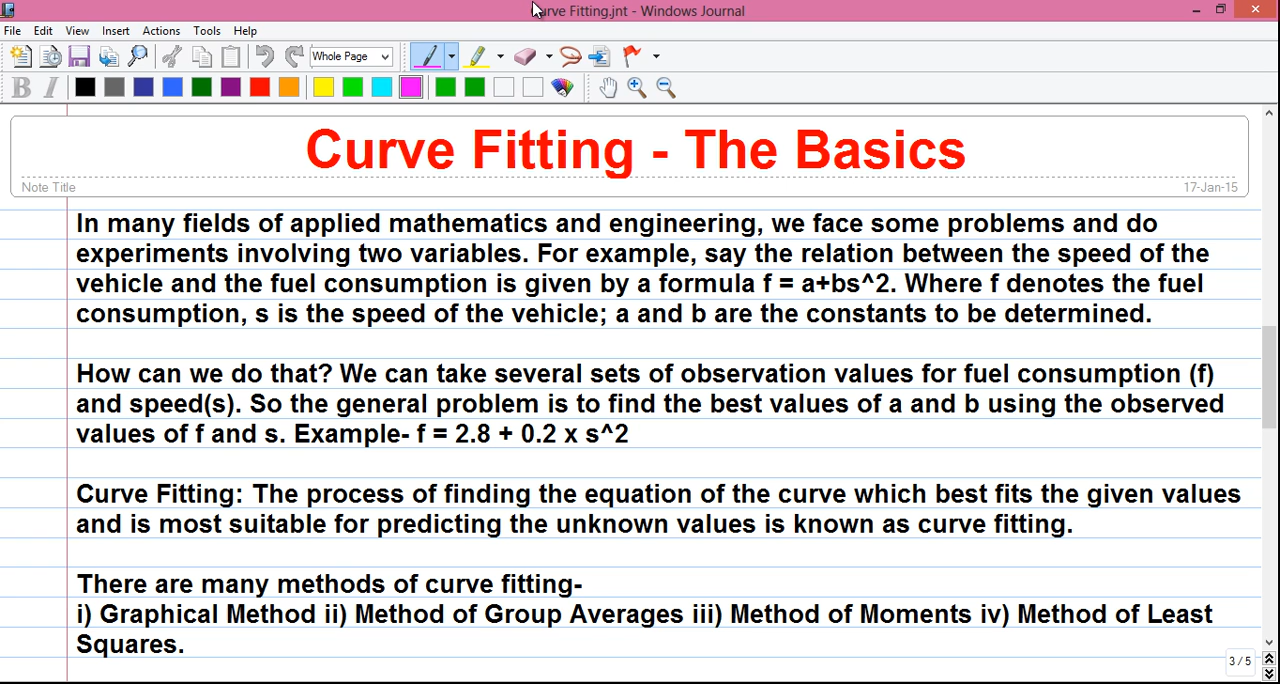 urve Fitting.jnt - Windows Journal
File Edit View Insert Actions Tools Help
Whole Page
B I
Curve Fitting - The Basics
Note Title
17-Jan-15
In many fields of applied mathematics and engineering, we face some problems and do
experiments involving two variables. For example, say the relation between the speed of the
vehicle and the fuel consumption is given by a formula f = a+bs^2. Where f denotes the fuel
consumption, s is the speed of the vehicle; a and b are the constants to be determined.
How can we do that? We can take several sets of observation values for fuel consumption (f)
and speed(s). So the general problem is to find the best values of a and b using the observed
values of f and s. Example- f = 2.8 + 0.2 x s^2
Curve Fitting: The process of finding the equation of the curve which best fits the given values
and is most suitable for predicting the unknown values is known as curve fitting.
There are many methods of curve fitting-
i) Graphical Method ii) Method of Group Averages iii) Method of Moments iv) Method of Least
Squares.
3 / 5